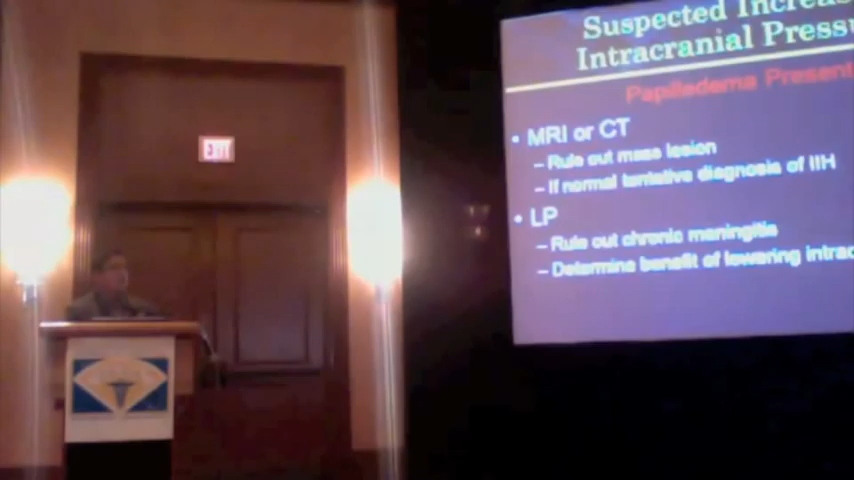 EXIT
Suspected Increas
Intracranial Pressu
Papilledema Present
• MRI or CT
– Rule out mass lesion
– If normal tentative diagnosis of IIH
• LP
– Rule out chronic meningitis
– Determine benefit of lowering intrac